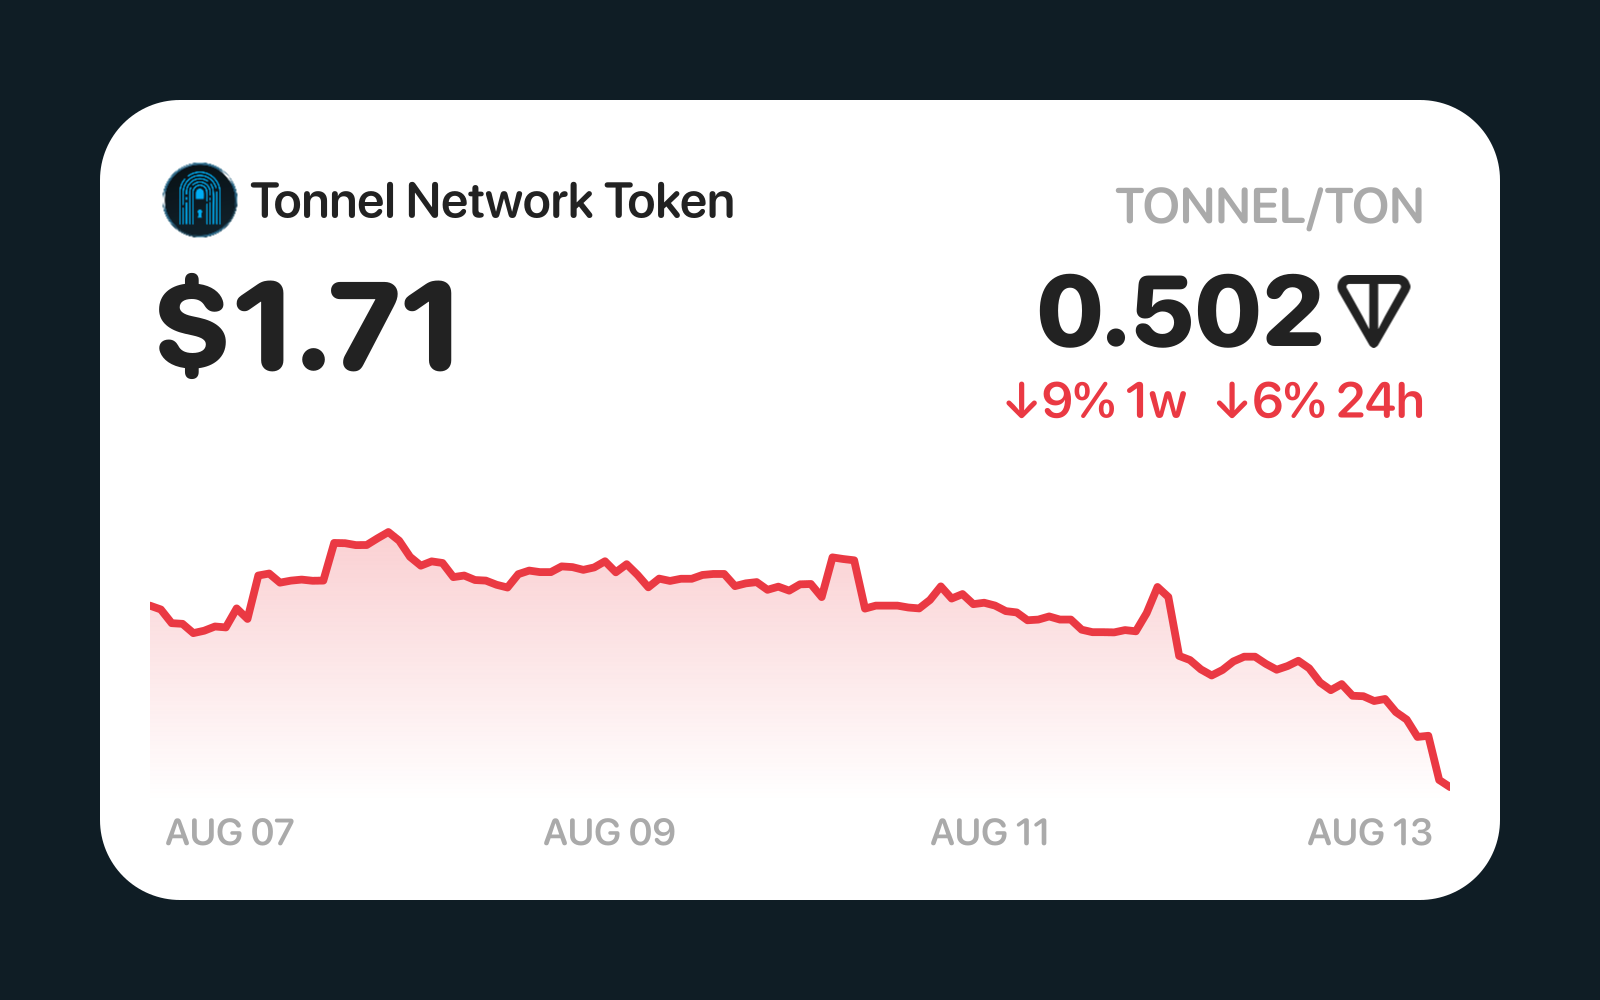 Tonnel Network Token
TONNEL/TON
$1.71
0.502
↓9% 1w ↓6% 24h
AUG 07 AUG 09 AUG 11 AUG 13